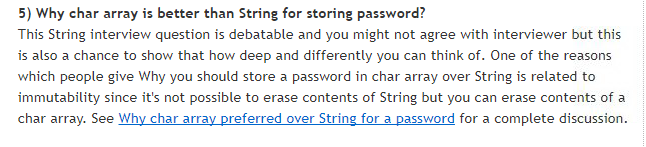 5) Why char array is better than String for storing password?
This String interview question is debatable and you might not agree with interviewer but this
is also a chance to show that how deep and differently you can think of. One of the reasons
which people give Why you should store a password in char array over String is related to
immutability since it's not possible to erase contents of String but you can erase contents of a
char array. See Why char array preferred over String for a password for a complete discussion.